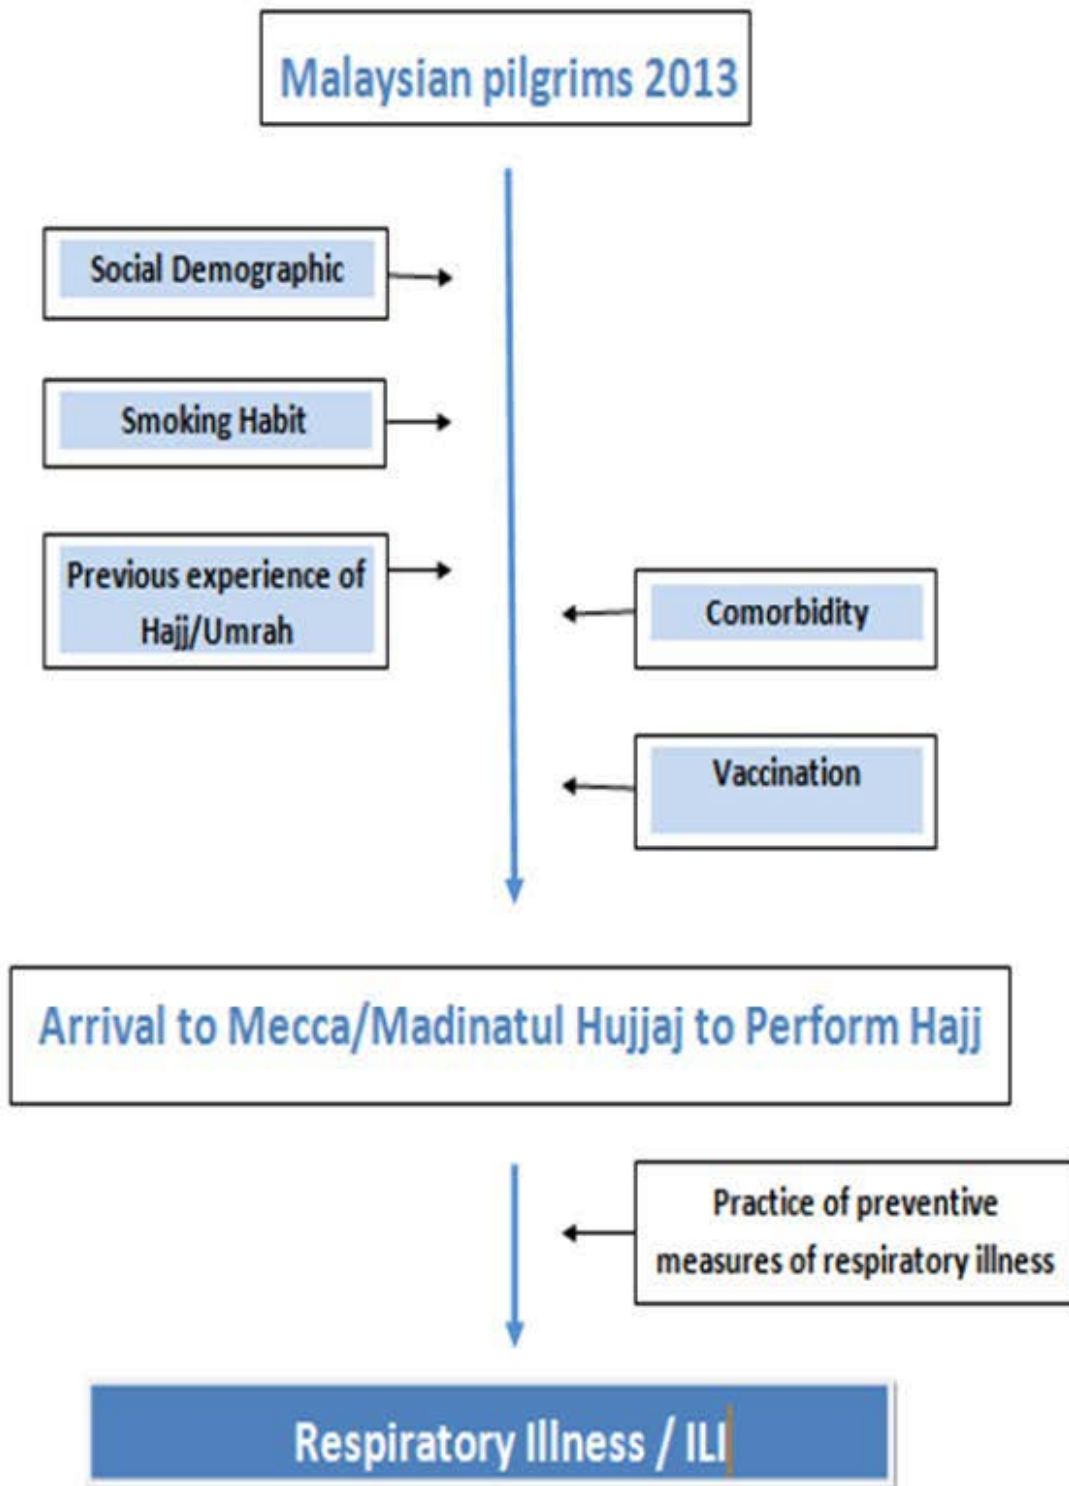 Malaysian pilgrims 2013
Social Demographic
Smoking Habit
Previous experience of
Hajj/Umrah
Comorbidity
Vaccination
Arrival to Mecca/Madinatul Hujjaj to Perform Hajj
Practice of preventive
measures of respiratory illness
Respiratory Illness / ILI